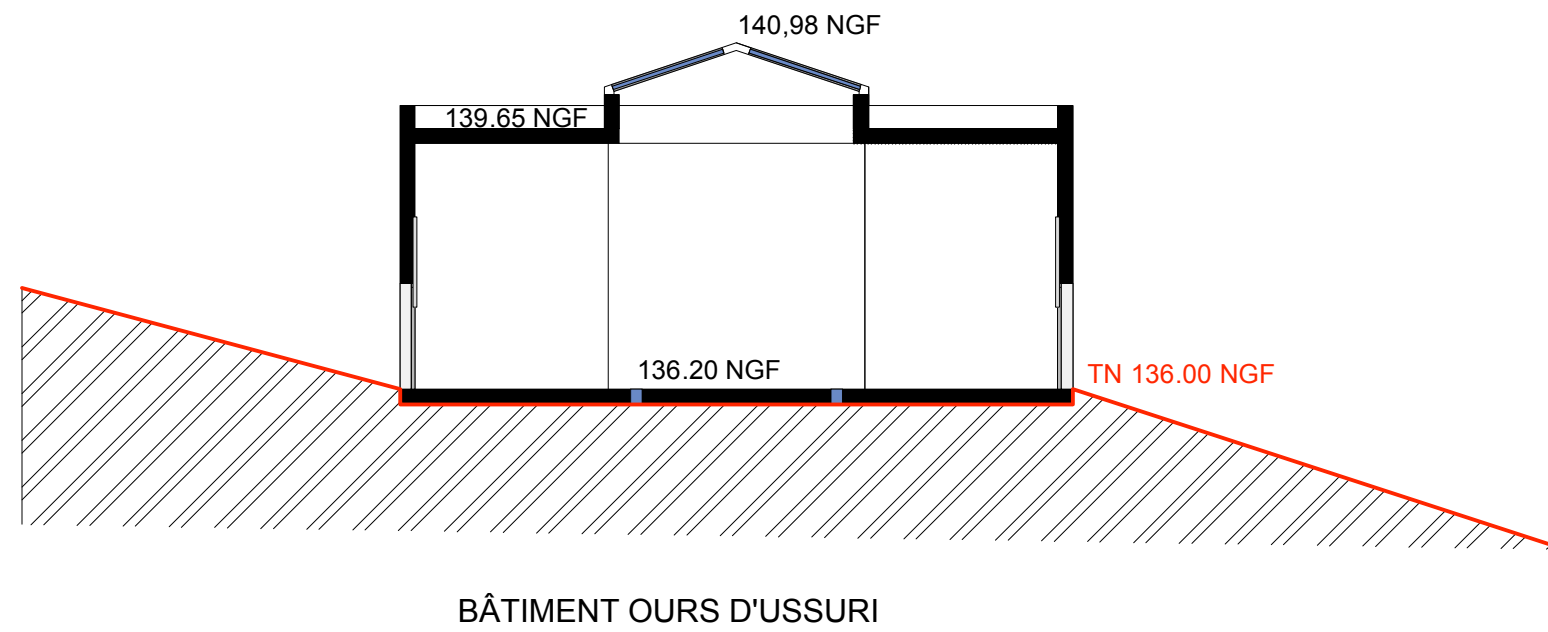 140,98 NGF
139.65 NGF
136.20 NGF
TN 136.00 NGF
BÂTIMENT OURS D'USSURI